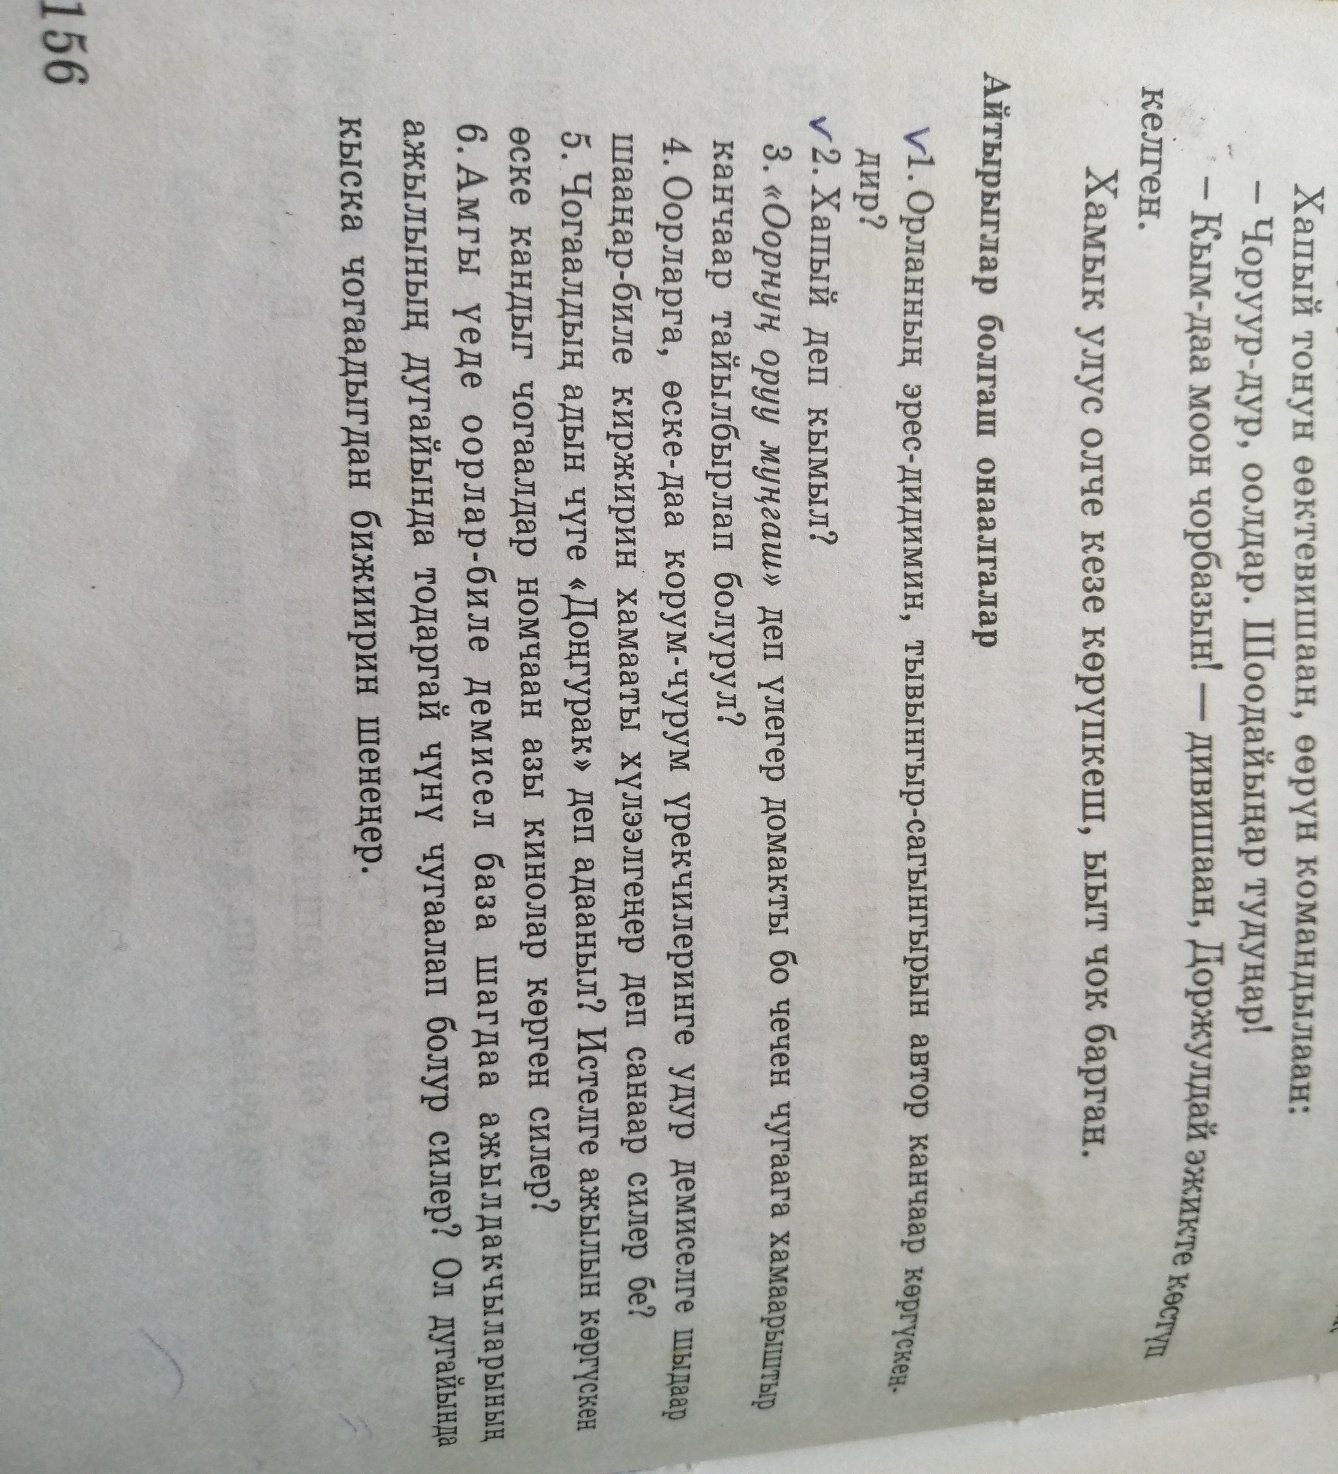 Хапый тонун өөктевишаан, өөрүн командылаан:
– Чоруур-дур, оолдар. Шоодайыңар тудуңар!
– Кым-даа моон чорбазын! — дивишаан, Доржулдай эжикте көстүп
келген.
Хамык улус олче кезе көрүпкеш, ыыт чок барган.
Айтырыглар болгаш онаалгалар
1. Орланның эрес-дидимин, тывынгыр-сагынгырын автор канчаар көргүскен-
дир?
2. Хапый деп кымыл?
3. «Оорнуң оруу муңгаш» деп үлегер домакты бо чечен чугаага хамаарыштыр
канчаар тайылбырлап болурул?
4. Оорларга, өске-даа корум-чурум үрекчилеринге удур демиселге шыдаар
шааңар-биле киржирин хамааты хүлээлгеңер деп санаар силер бе?
5. Чогаалдың адын чүге «Доңгурак» деп адааныл? Истелге ажылын көргүскен
өске кандыг чогаалдар номчаан азы кинолар көрген силер?
6. Амгы үеде оорлар-биле демисел база шагдаа ажылдакчыларының
ажылының дугайында тодаргай чүнү чугаалап болур силер? Ол дугайында
кыска чогаадыгдан бижиирин шенеңер.
156